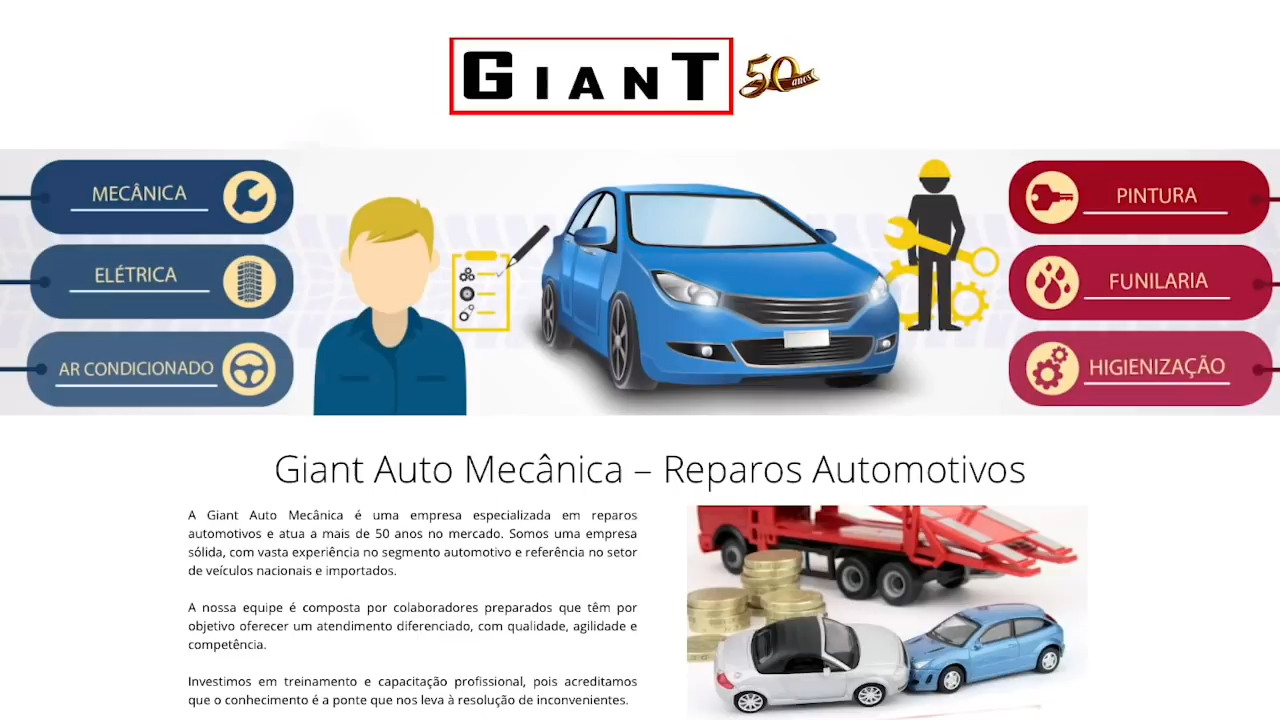 GIANT 50 anos
MECÂNICA
ELÉTRICA
AR CONDICIONADO
PINTURA
FUNILARIA
HIGIENIZAÇÃO
Giant Auto Mecânica – Reparos Automotivos
A Giant Auto Mecânica é uma empresa especializada em reparos
automotivos e atua a mais de 50 anos no mercado. Somos uma empresa
sólida, com vasta experiência no segmento automotivo e referência no setor
de veículos nacionais e importados.
A nossa equipe é composta por colaboradores preparados que têm por
objetivo oferecer um atendimento diferenciado, com qualidade, agilidade e
competência.
Investimos em treinamento e capacitação profissional, pois acreditamos
que o conhecimento é a ponte que nos leva à resolução de inconvenientes.